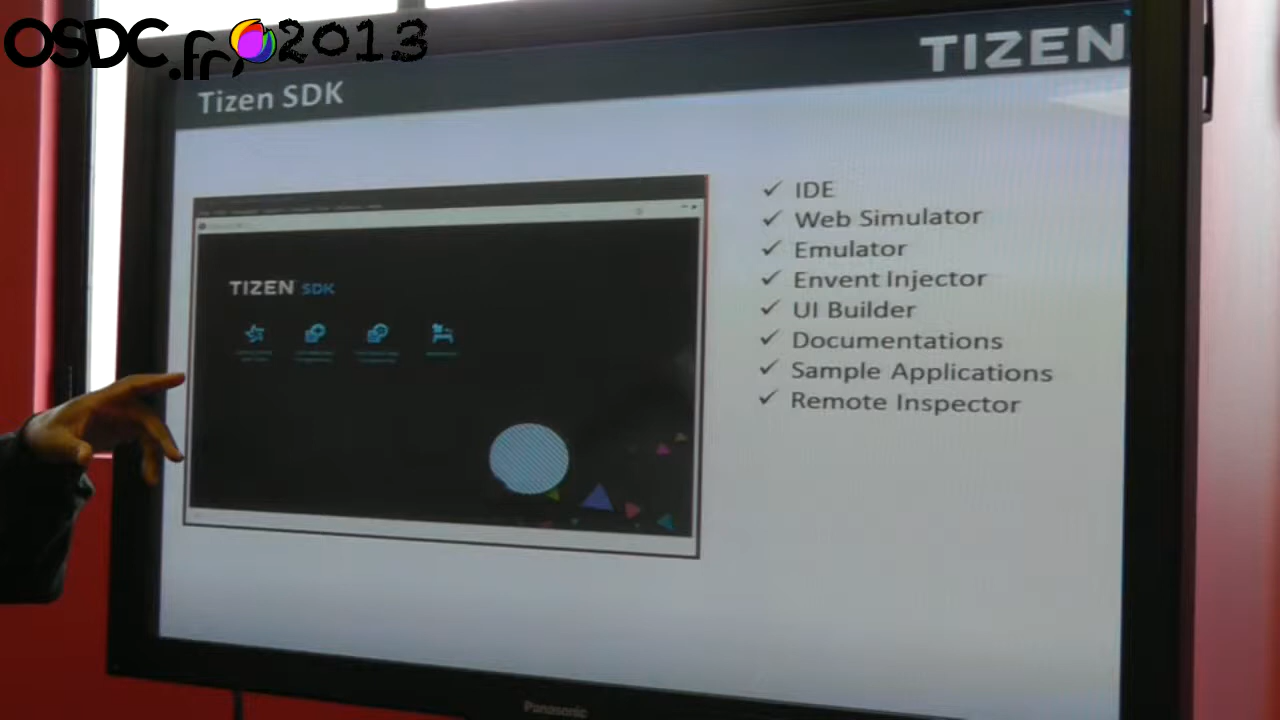 OSDC.fr 2013
TIZEN
Tizen SDK
TIZEN SDK
✓ IDE
✓ Web Simulator
✓ Emulator
✓ Envent Injector
✓ UI Builder
✓ Documentations
✓ Sample Applications
✓ Remote Inspector
Panasonic